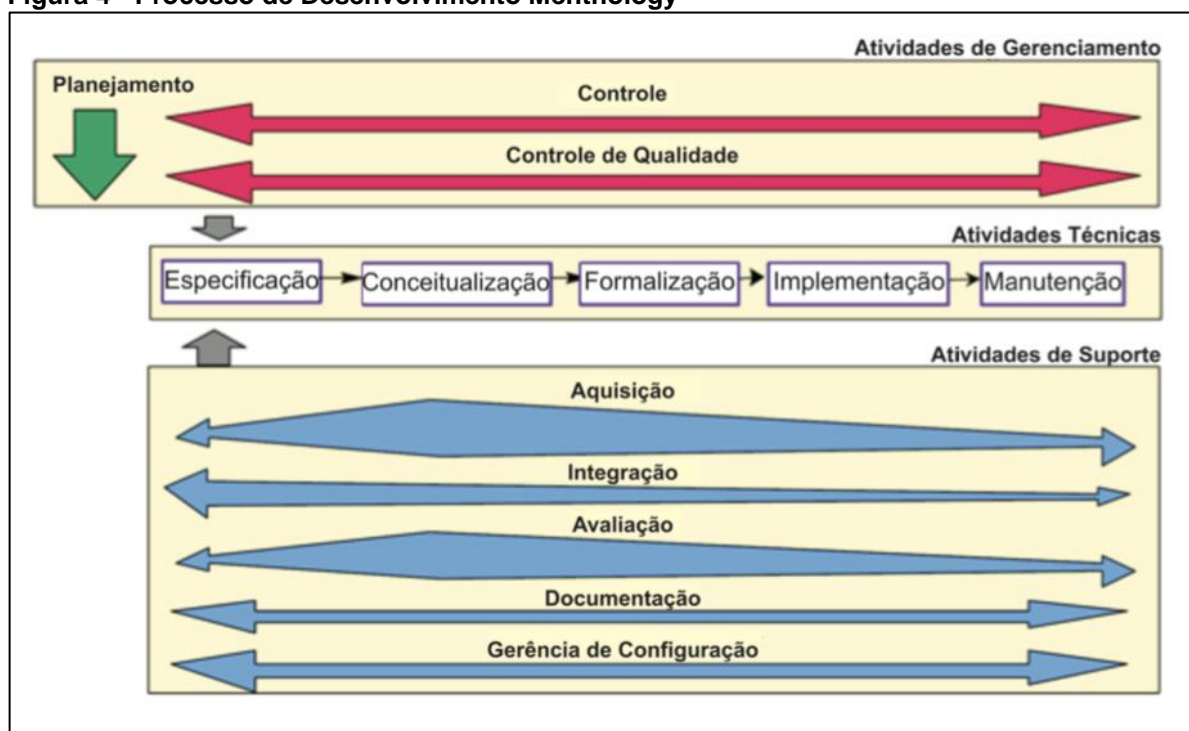 Figura 4 - Processo de Desenvolvimento Menthology
Atividades de Gerenciamento
Planejamento
Controle
Controle de Qualidade
Atividades Técnicas
Especificação
Conceitualização
Formalização
Implementação
Manutenção
Atividades de Suporte
Aquisição
Integração
Avaliação
Documentação
Gerência de Configuração